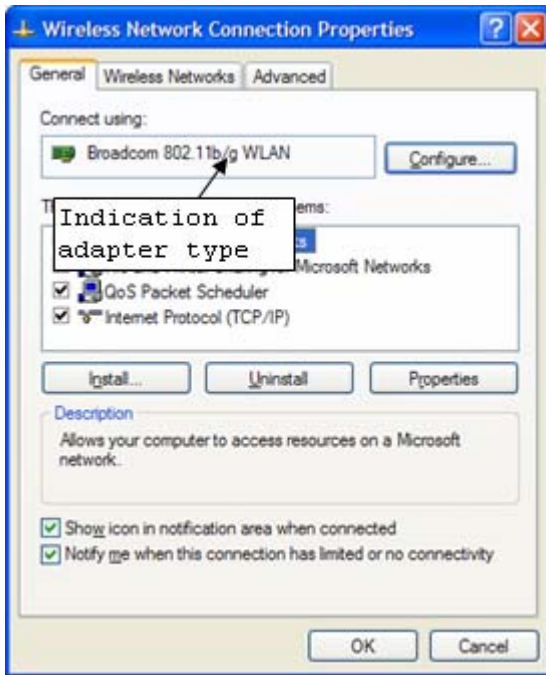 Wireless Network Connection Properties
General Wireless Networks Advanced
Connect using:
Broadcom 802.11b/g WLAN Configure...
Indication of
adapter type
Microsoft Networks
QoS Packet Scheduler
Internet Protocol (TCP/IP)
Install... Uninstall Properties
Description
Allows your computer to access resources on a Microsoft
network.
Show icon in notification area when connected
Notify me when this connection has limited or no connectivity
OK Cancel